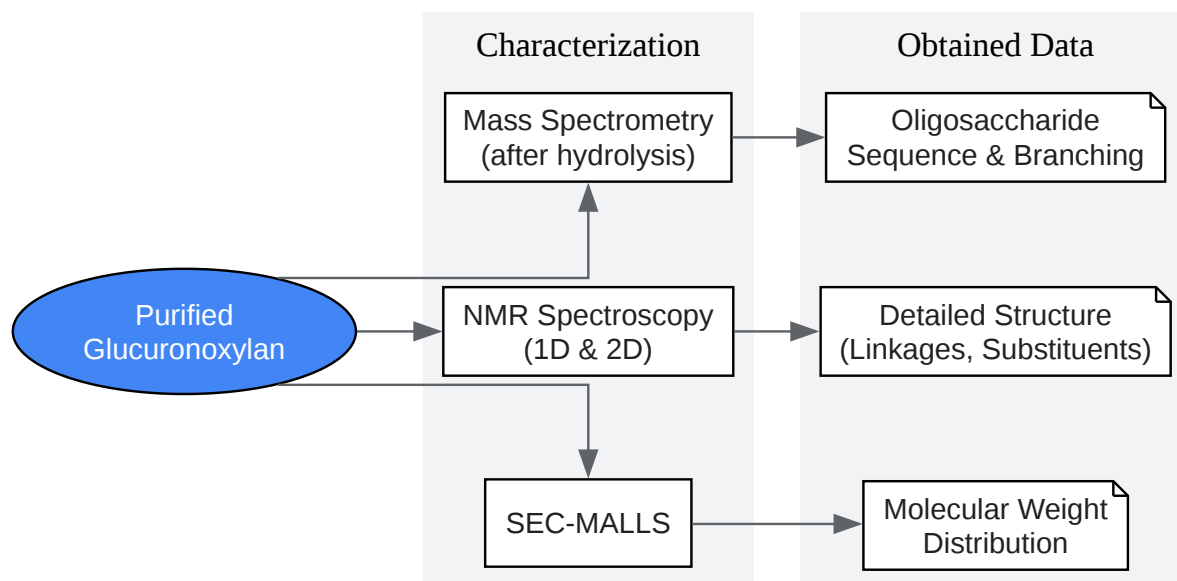 Characterization
Obtained Data
Mass Spectrometry
(after hydrolysis)
Oligosaccharide
Sequence & Branching
Purified
Glucuronoxylan
NMR Spectroscopy
(1D & 2D)
Detailed Structure
(Linkages, Substituents)
SEC-MALLS
Molecular Weight
Distribution